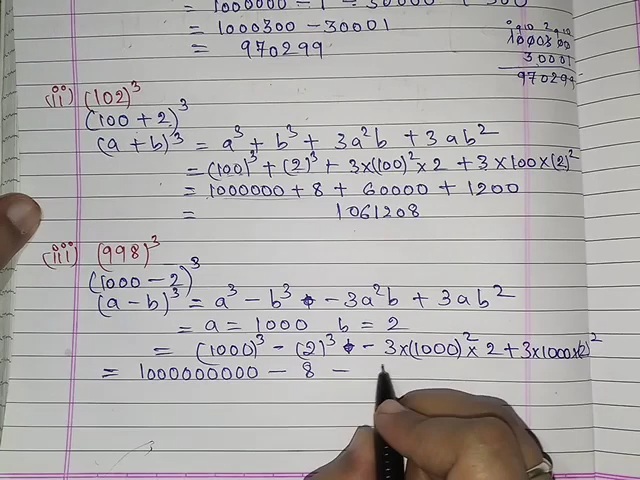 = 1000000 - 1 - 30000 + 300
= 1000300 - 30001
= 970299
1000300
30001
970299
(ii) (102)³
(100 + 2)³
(a + b)³ = a³ + b³ + 3a²b + 3ab²
= (100)³ + (2)³ + 3×(100)² × 2 + 3 × 100 × (2)²
= 1000000 + 8 + 60000 + 1200
= 1061208
(iii) (998)³
(1000 - 2)³
(a - b)³ = a³ - b³ - 3a²b + 3ab²
= a = 1000 b = 2
= (1000)³ - (2)³ - 3×(1000)² × 2 + 3×1000×(2)²
= 1000000000 - 8 -